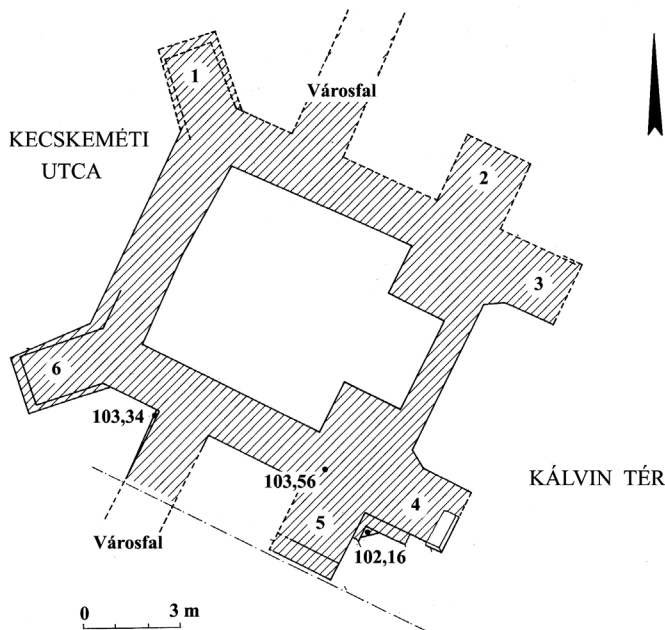 1
Városfal
KECSKEMÉTI
UTCA
2
3
6
103,34
103,56
KÁLVIN TÉR
4
5
Városfal
102,16
0 3 m